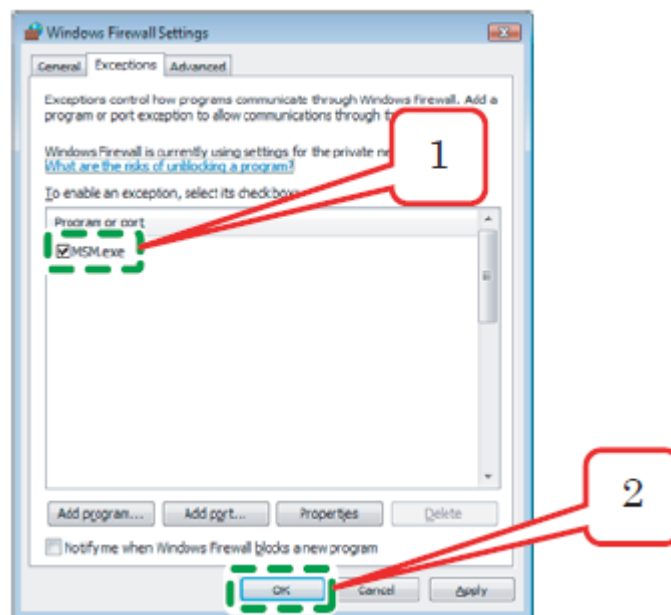 Windows Firewall Settings
General Exceptions Advanced
Exceptions control how programs communicate through Windows Firewall. Add a
program or port exception to allow communications through
1
Windows Firewall is currently using settings for the private
What are the risks of unblocking a program?
To enable an exception, select its check
Program or port
MSM.exe
Add program... Add port... Properties Delete
2
Notify me when Windows Firewall blocks a new program
OK Cancel Apply